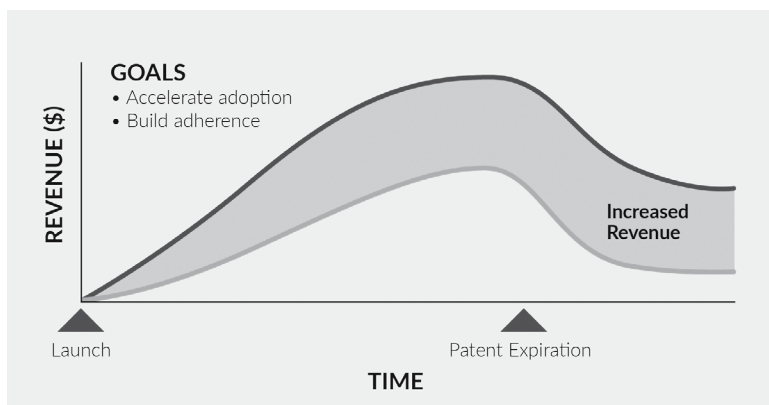 GOALS
• Accelerate adoption
• Build adherence
REVENUE ($)
Increased
Revenue
Launch
Patent Expiration
TIME